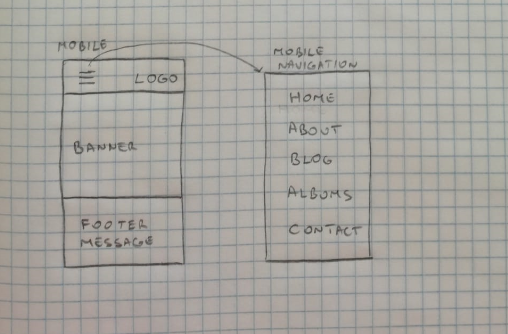 MOBILE
LOGO
BANNER
FOOTER
MESSAGE
MOBILE
NAVIGATION
HOME
ABOUT
BLOG
ALBUMS
CONTACT